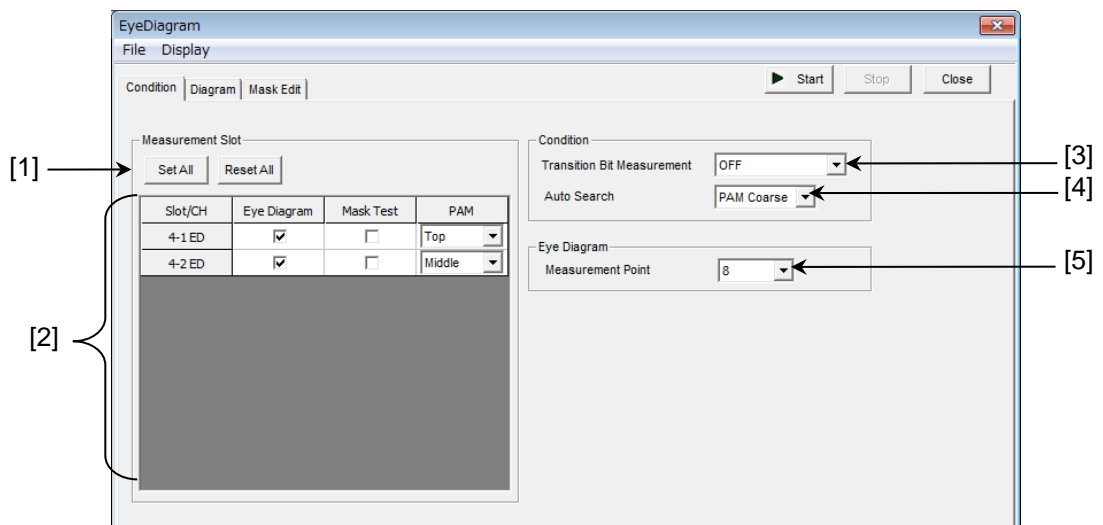 EyeDiagram
File Display
Start Stop Close
Condition Diagram Mask Edit
Measurement Slot
[1] Set All Reset All
Slot/CH Eye Diagram Mask Test PAM
4-1 ED Top
4-2 ED Middle
[2]
Condition
Transition Bit Measurement OFF [3]
Auto Search PAM Coarse [4]
Eye Diagram
Measurement Point 8 [5]